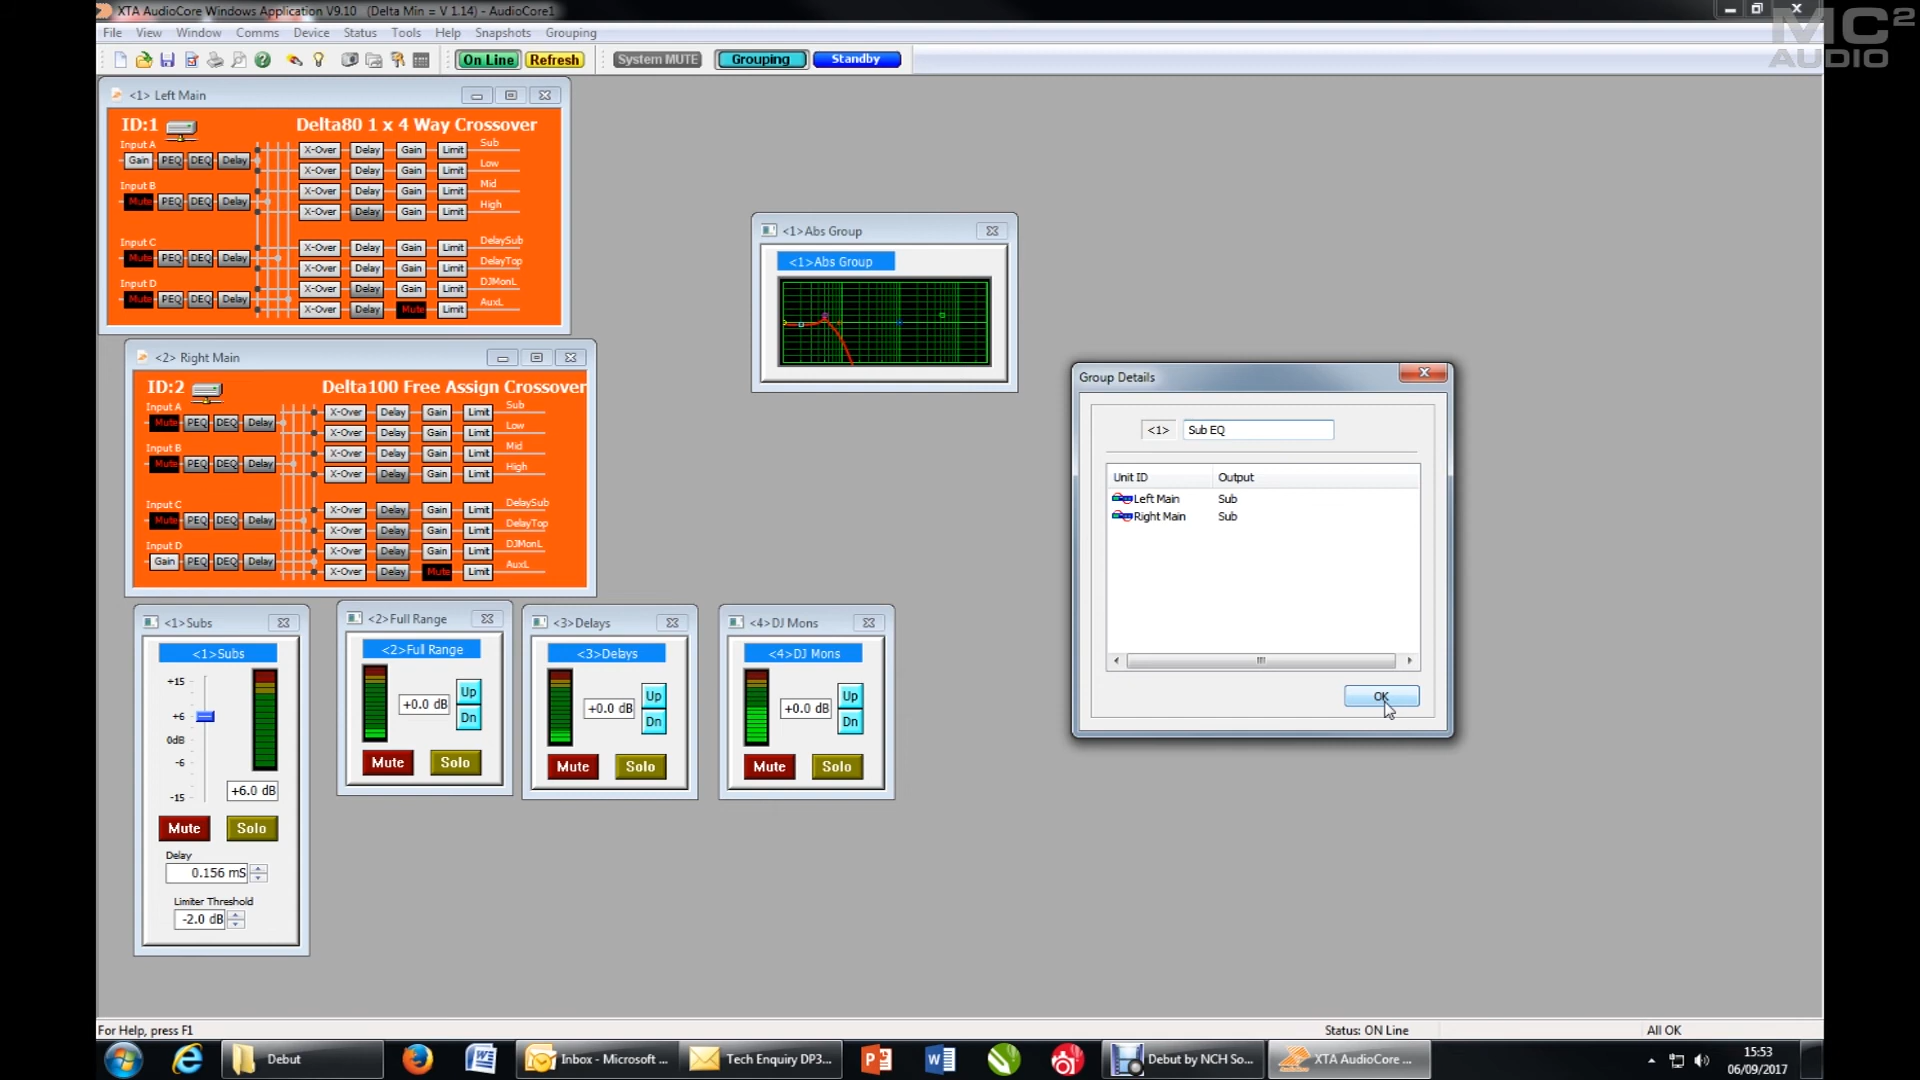 XTA AudioCore Windows Application V9.10 (Delta Min = V 1.14) - AudioCore1
MC2
AUDIO
File View Window Comms Device Status Tools Help Snapshots Grouping
On Line Refresh System MUTE Grouping Standby
<1> Left Main
ID:1 Delta80 1 x 4 Way Crossover
Input A
Gain PEQ DEQ Delay
Input B
Mute PEQ DEQ Delay
Input C
Mute PEQ DEQ Delay
Input D
Mute PEQ DEQ Delay
X-Over Delay Gain Limit Sub
X-Over Delay Gain Limit Low
X-Over Delay Gain Limit Mid
X-Over Delay Gain Limit High
X-Over Delay Gain Limit DelaySub
X-Over Delay Gain Limit DelayTop
X-Over Delay Gain Limit DJMonL
X-Over Delay Mute Limit AuxL
<2> Right Main
ID:2 Delta100 Free Assign Crossover
Input A
Mute PEQ DEQ Delay
Input B
Mute PEQ DEQ Delay
Input C
Mute PEQ DEQ Delay
Input D
Gain PEQ DEQ Delay
X-Over Delay Gain Limit Sub
X-Over Delay Gain Limit Low
X-Over Delay Gain Limit Mid
X-Over Delay Gain Limit High
X-Over Delay Gain Limit DelaySub
X-Over Delay Gain Limit DelayTop
X-Over Delay Gain Limit DJMonL
X-Over Delay Mute Limit AuxL
<1>Abs Group
<1>Abs Group
Group Details
<1> Sub EQ
Unit ID Output
Left Main Sub
Right Main Sub
OK
<1>Subs
<1>Subs
+15
+6
0dB
-6
-15
+6.0 dB
Mute Solo
Delay
0.156 mS
Limiter Threshold
-2.0 dB
<2>Full Range
<2>Full Range
+0.0 dB
Up
Dn
Mute Solo
<3>Delays
<3>Delays
+0.0 dB
Up
Dn
Mute Solo
<4>DJ Mons
<4>DJ Mons
+0.0 dB
Up
Dn
Mute Solo
For Help, press F1 Status: ON Line All OK
Debut Inbox - Microsoft ... Tech Enquiry DP3... Debut by NCH So... XTA AudioCore ...
15:53
06/09/2017